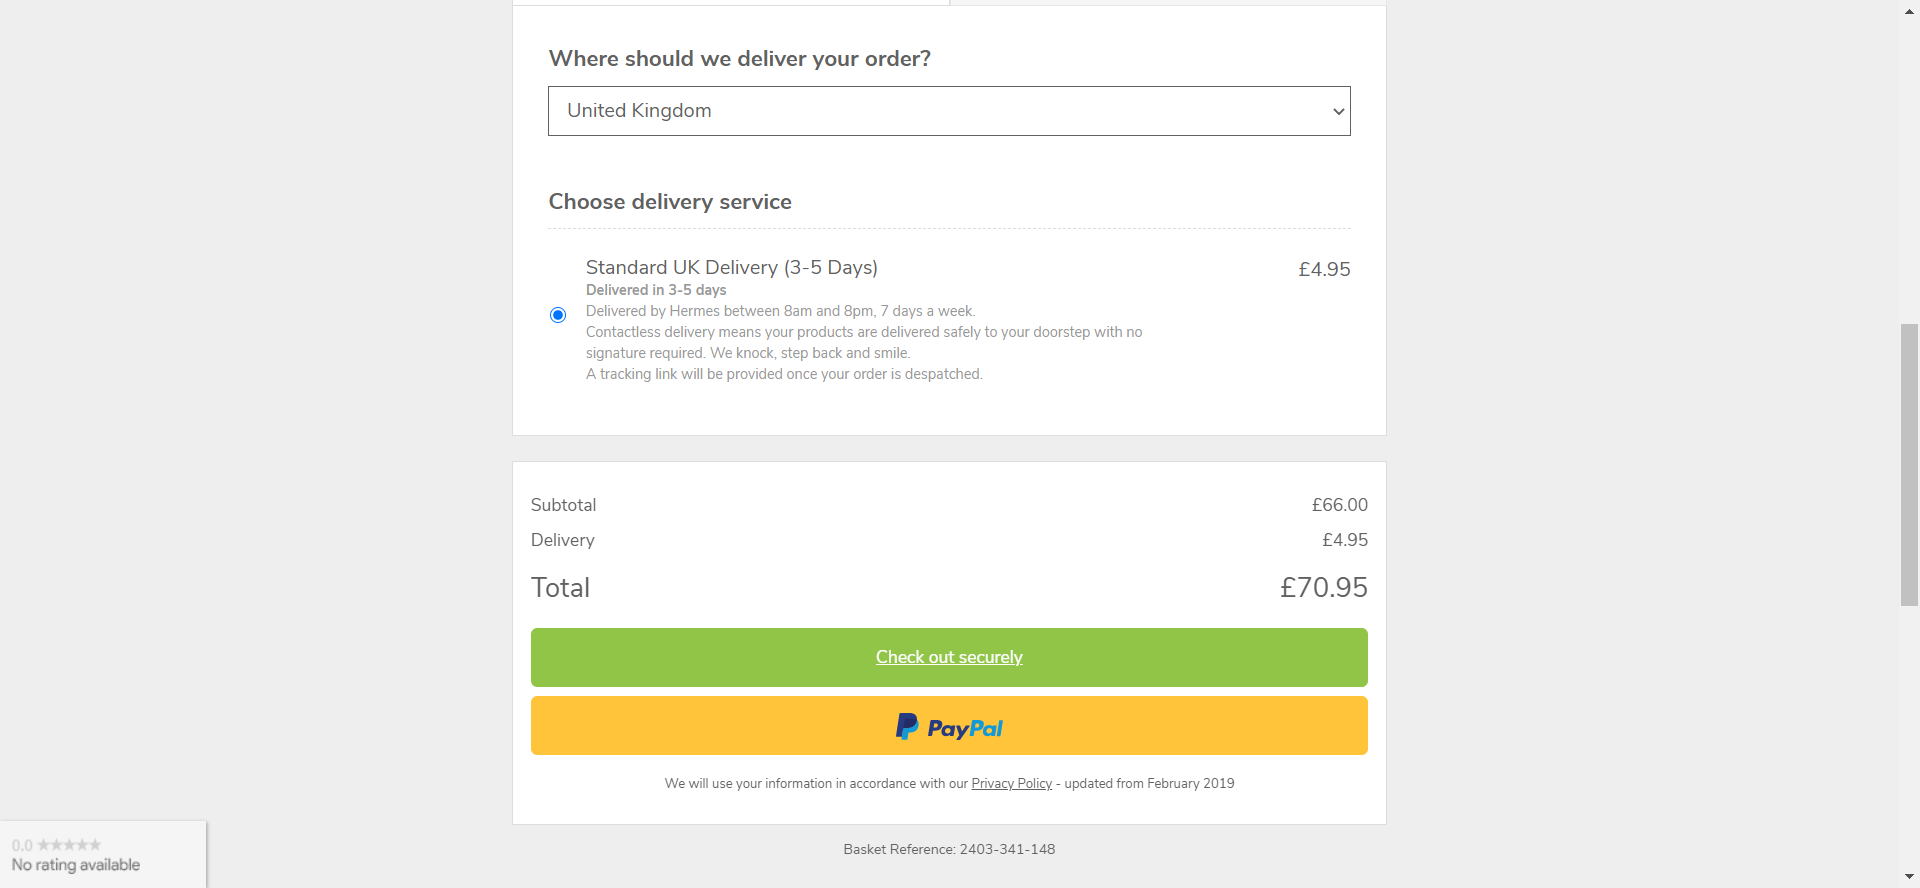 Where should we deliver your order?
United Kingdom
Choose delivery service
Standard UK Delivery (3-5 Days)
£4.95
Delivered in 3-5 days
Delivered by Hermes between 8am and 8pm, 7 days a week.
Contactless delivery means your products are delivered safely to your doorstep with no
signature required. We knock, step back and smile.
A tracking link will be provided once your order is despatched.
Subtotal
£66.00
Delivery
£4.95
Total
£70.95
Check out securely
PayPal
We will use your information in accordance with our Privacy Policy - updated from February 2019
Basket Reference: 2403-341-148
0.0 ★★★★★
No rating available